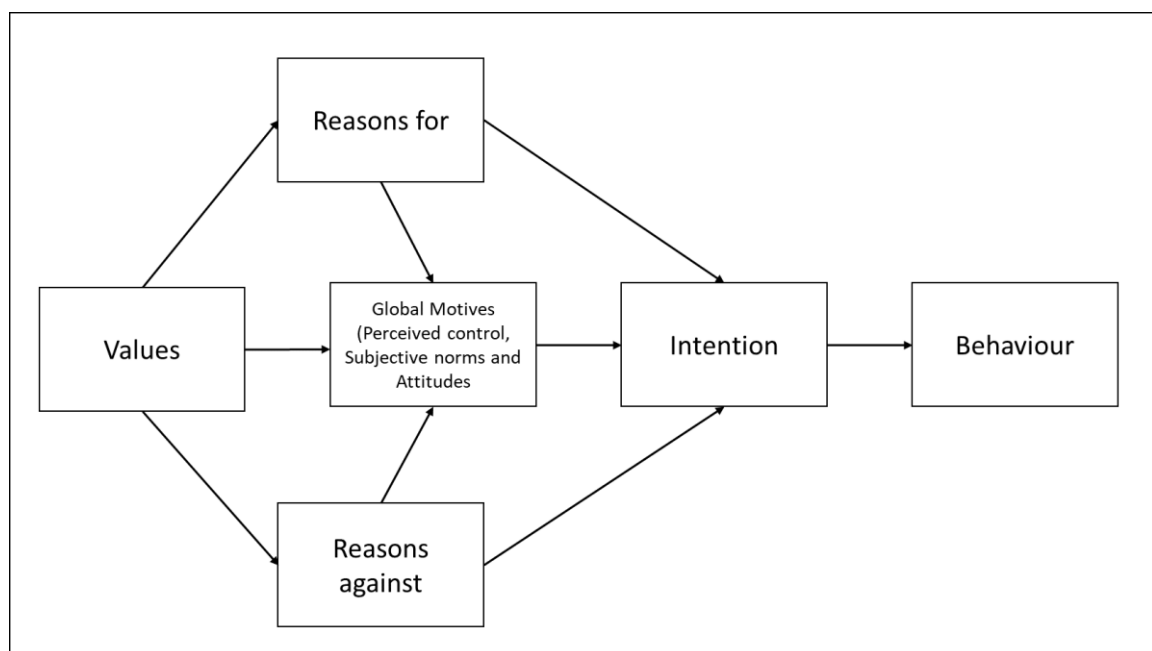 Reasons for
Values
Global Motives
(Perceived control,
Subjective norms and
Attitudes
Intention
Behaviour
Reasons
against